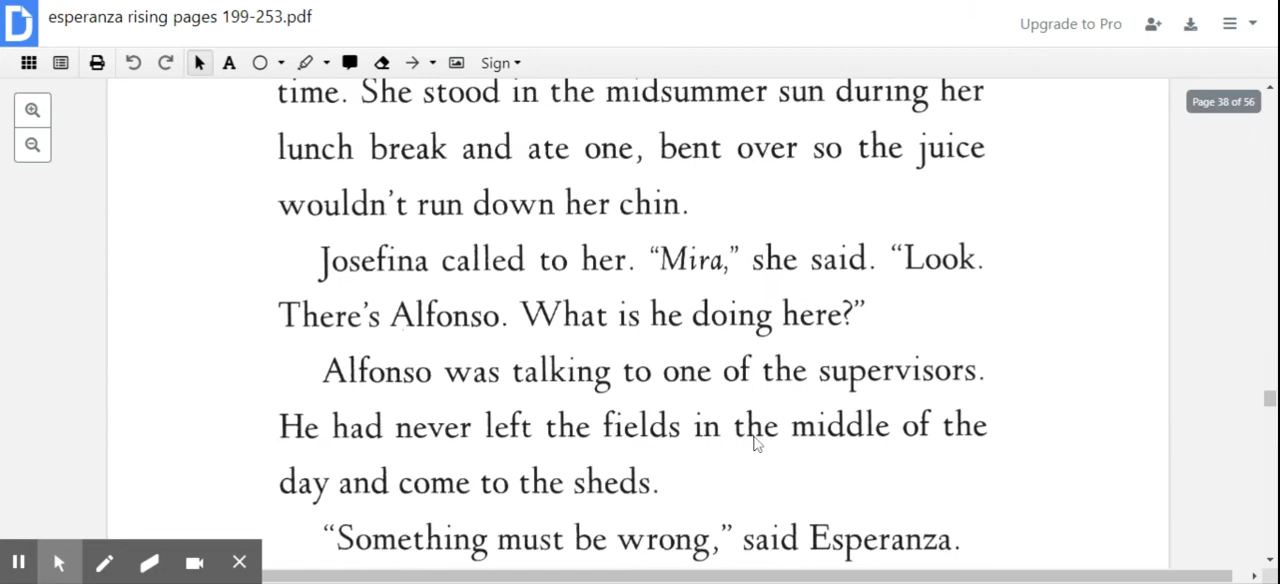 esperanza rising pages 199-253.pdf
Upgrade to Pro
A
Sign
Page 38 of 56
time. She stood in the midsummer sun during her
lunch break and ate one, bent over so the juice
wouldn’t run down her chin.
Josefina called to her. “Mira,” she said. “Look.
There’s Alfonso. What is he doing here?”
Alfonso was talking to one of the supervisors.
He had never left the fields in the middle of the
day and come to the sheds.
“Something must be wrong,” said Esperanza.